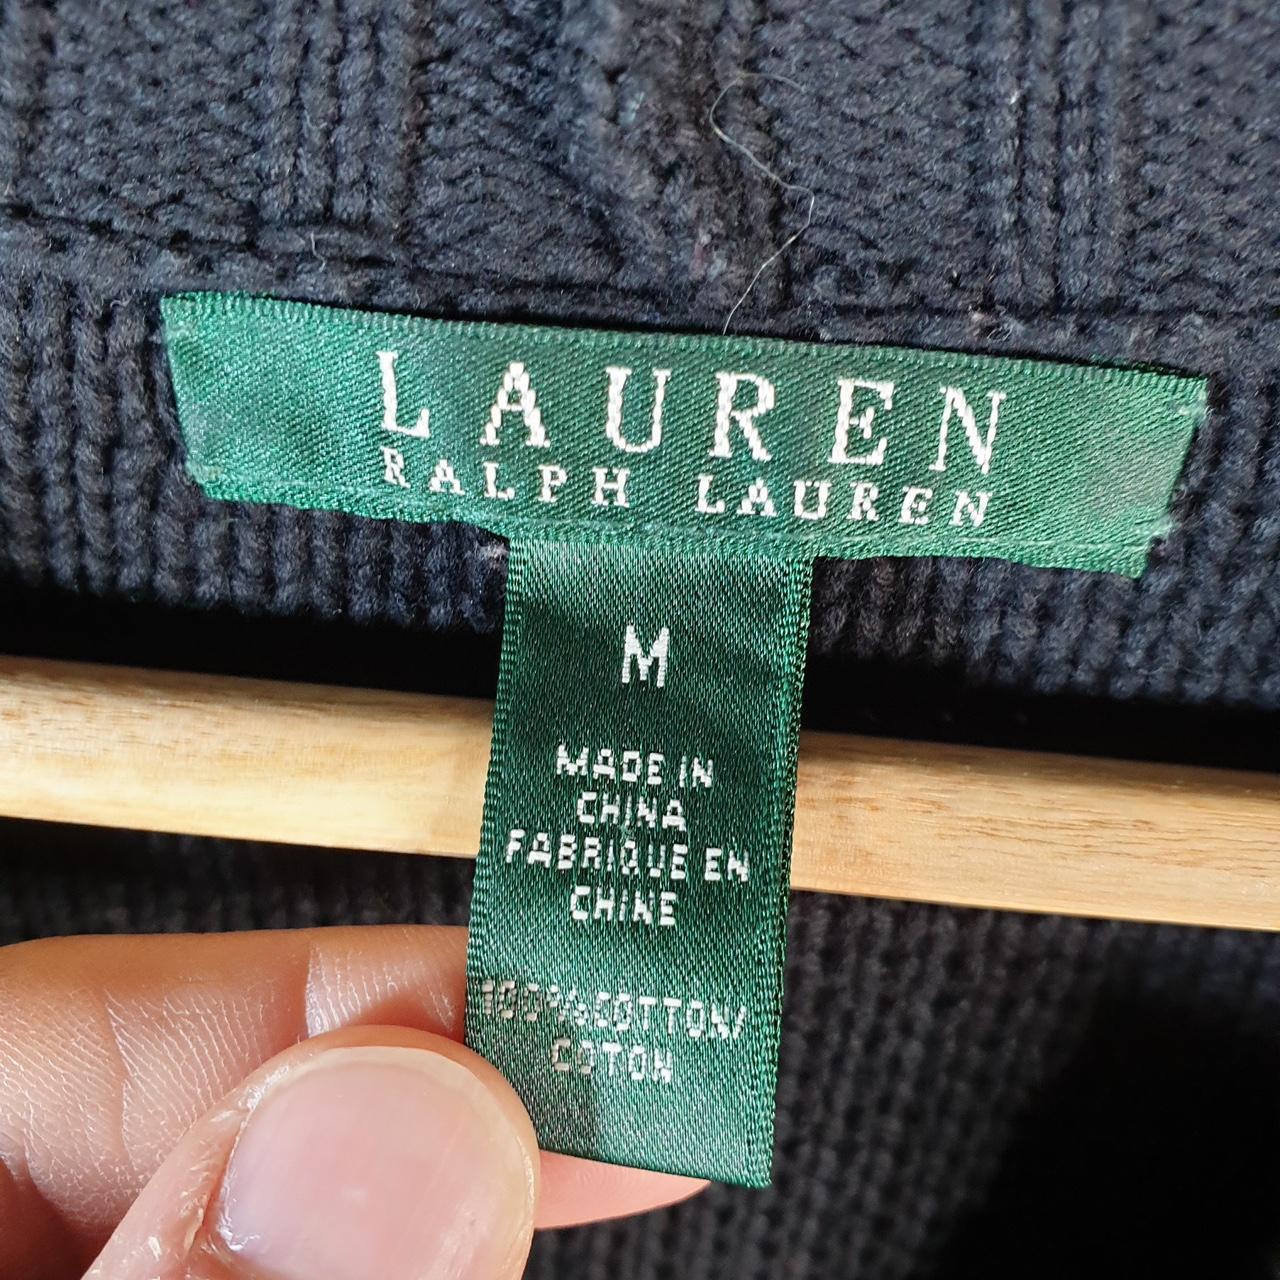 LAUREN
RALPH LAUREN
M
MADE IN
CHINA
FABRIQUE EN
CHINE
100%COTTON/
COTON